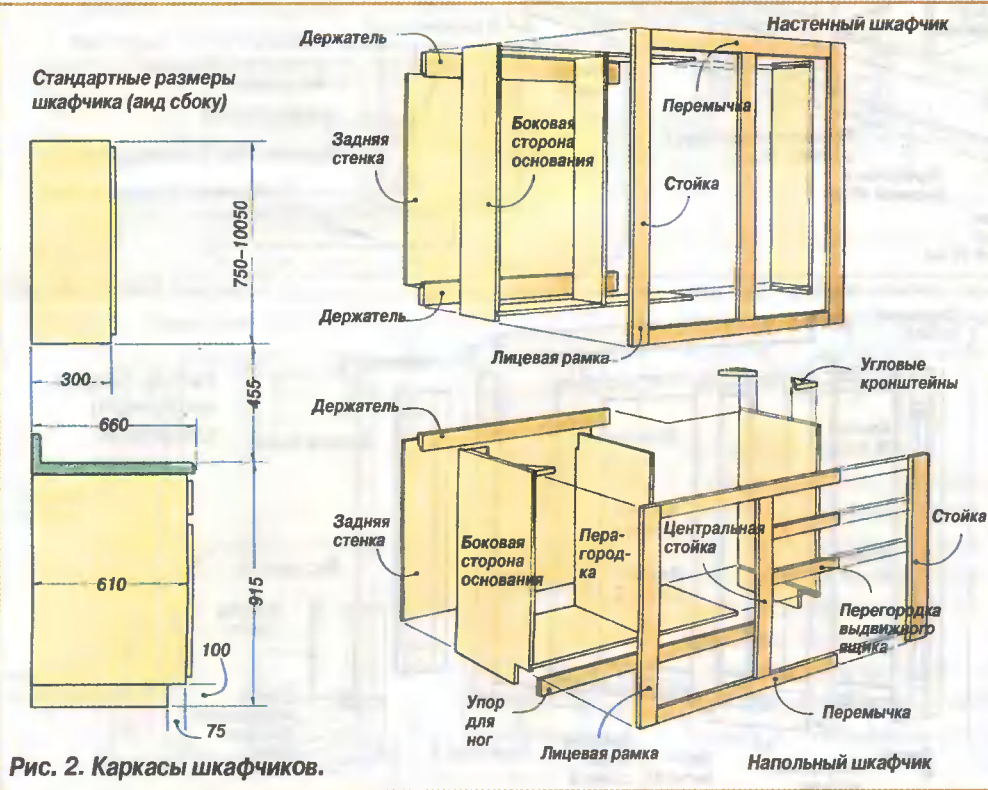 Настенный шкафчик
Держатель
Стандартные размеры
шкафчика (аид сбоку)
Перемычка
Задняя
стенка
Боковая
сторона
основания
Стойка
750-10050
Держатель
Лицевая рамка
300
455
660
Угловые
кронштейны
Держатель
Задняя
стенка
Боковая
сторона
основания
Пера-
город-
ка
Центральная
стойка
Стойка
610
915
Перегородка
выдвижного
ящика
100
75
Упор
для
ног
Перемычка
Лицевая рамка
Напольный шкафчик
Рис. 2. Каркасы шкафчиков.